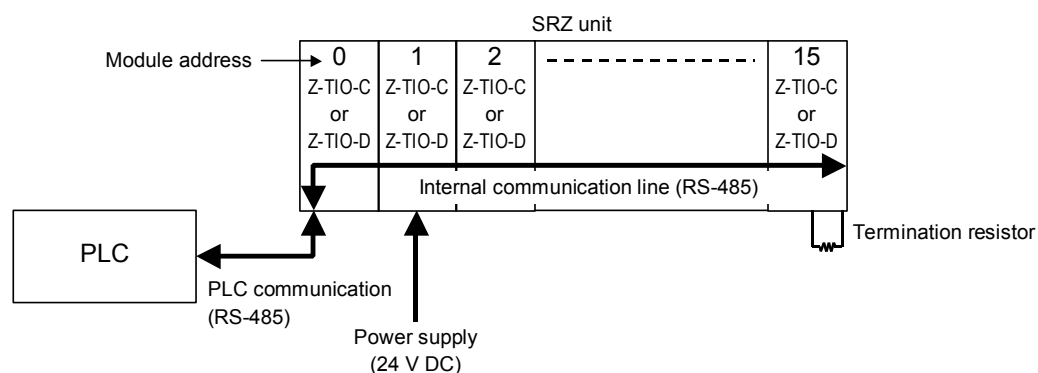 SRZ unit
Module address
0
1
2
15
Z-TIO-C
or
Z-TIO-D
Z-TIO-C
or
Z-TIO-D
Z-TIO-C
or
Z-TIO-D
Z-TIO-C
or
Z-TIO-D
Internal communication line (RS-485)
Termination resistor
PLC
PLC communication
(RS-485)
Power supply
(24 V DC)